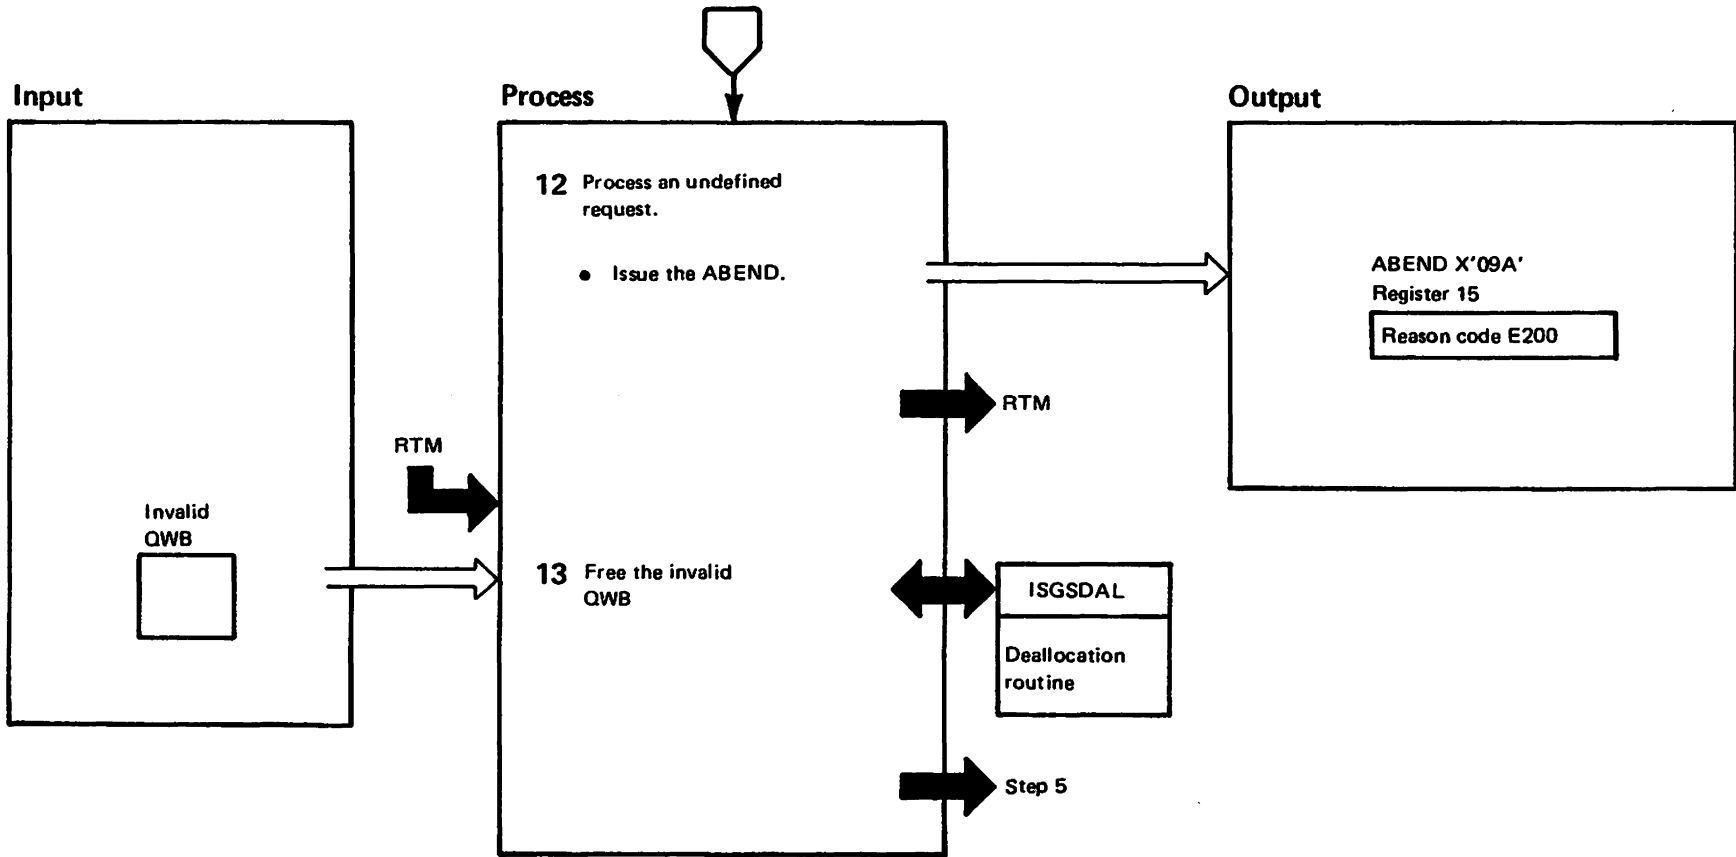 Input
Process
Output
12 Process an undefined
request.
• Issue the ABEND.
ABEND X'09A'
Register 15
Reason code E200
RTM
RTM
Invalid
QWB
13 Free the invalid
QWB
ISGSDAL
Deallocation
routine
Step 5